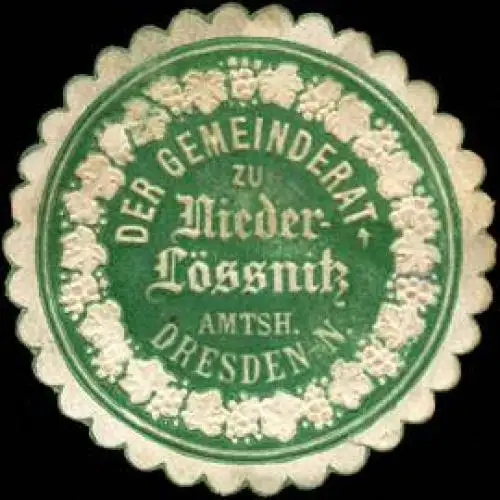 DER GEMEINDERAT
ZU
Nieder-
Lössnitz
AMTSH.
DRESDEN-N.